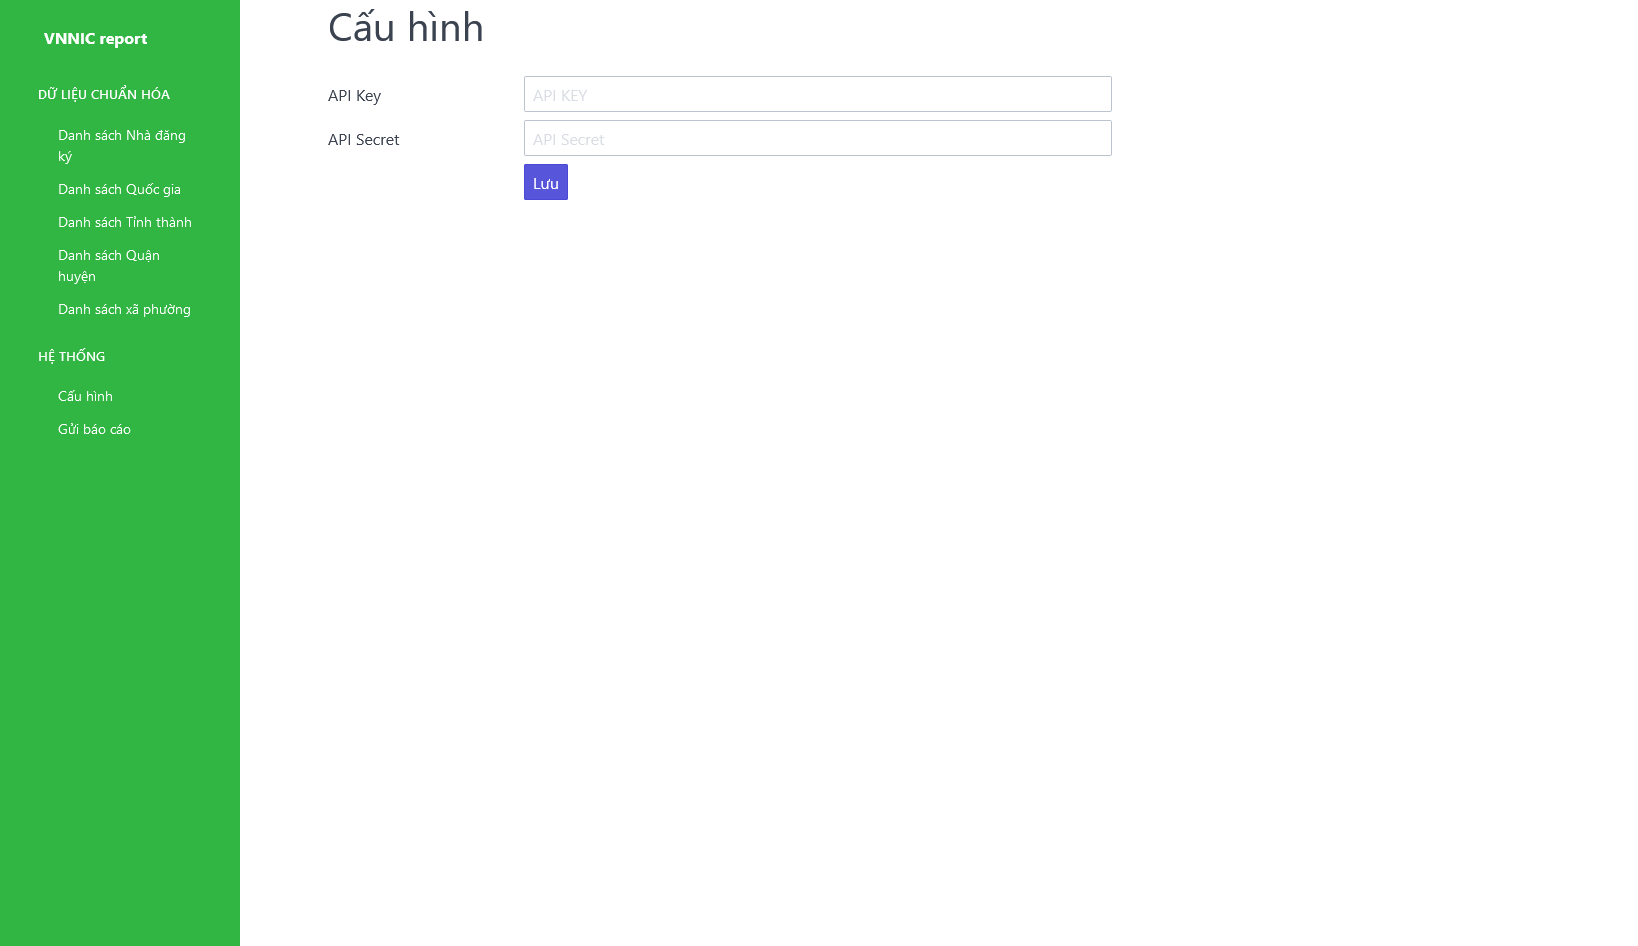 VNNIC report
DỮ LIỆU CHUẨN HÓA
Danh sách Nhà đăng
ký
Danh sách Quốc gia
Danh sách Tỉnh thành
Danh sách Quận
huyện
Danh sách xã phường
HỆ THỐNG
Cấu hình
Gửi báo cáo
Cấu hình
API Key
API KEY
API Secret
API Secret
Lưu